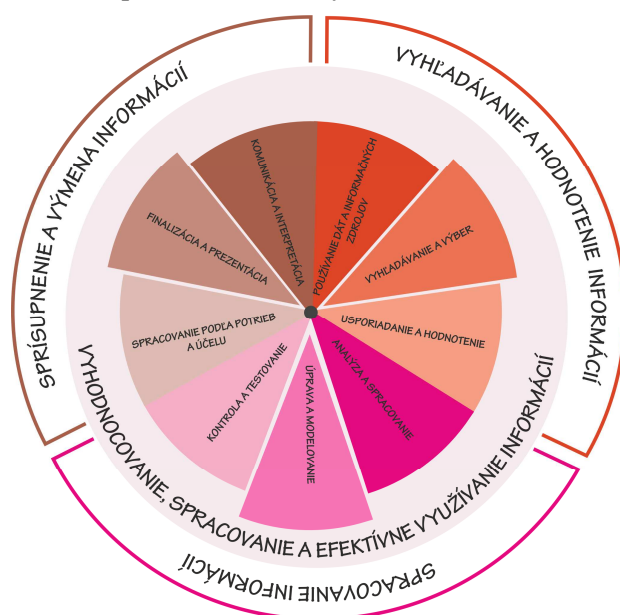 SPRÍSUPNENIE A VÝMENA INFORMÁCIÍ
VYHĽADÁVANIE A HODNOTENIE INFORMÁCIÍ
KOMUNIKÁCIA A INTERPRETÁCIA
POUŽÍVANIE DÁT A INFORMAČNÝCH
ZDROJOV
VYHĽADÁVANIE A VÝBER
FINALIZÁCIA A PREZENTÁCIA
USPORIADANIE A HODNOTENIE
SPRACOVANIE PODĽA POTRIEB
A ÚČELU
ANALÝZA A SPRACOVANIE
KONTROLA A TESTOVANIE
ÚPRAVA A MODELOVANIE
VYHODNOCOVANIE, SPRACOVANIE A EFEKTÍVNE VYUŽÍVANIE INFORMÁCIÍ
SPRACOVANIE INFORMÁCIÍ